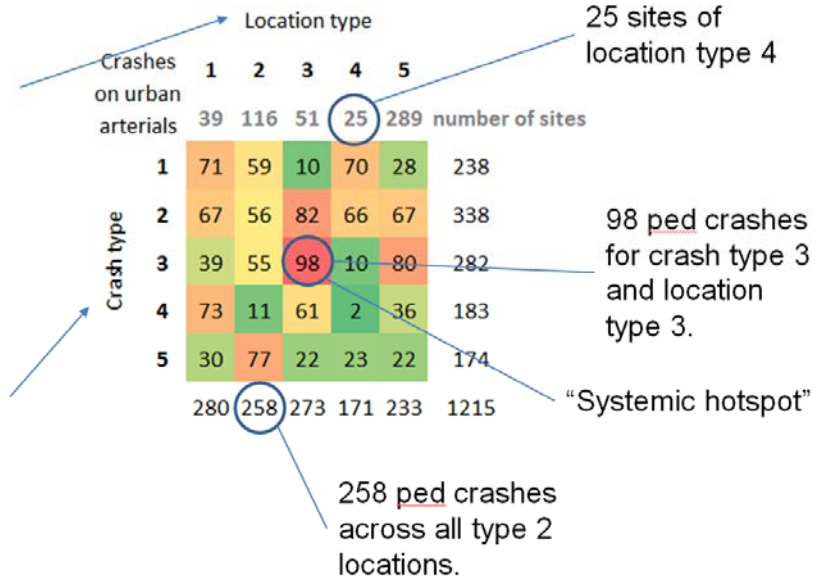 Location type
Crashes on urban arterials
1 2 3 4 5
39 116 51 25 289 number of sites
Crash type
1 71 59 10 70 28 238
2 67 56 82 66 67 338
3 39 55 98 10 80 282
4 73 11 61 2 36 183
5 30 77 22 23 22 174
280 258 273 171 233 1215
25 sites of
location type 4
98 ped crashes
for crash type 3
and location
type 3.
“Systemic hotspot”
258 ped crashes
across all type 2
locations.